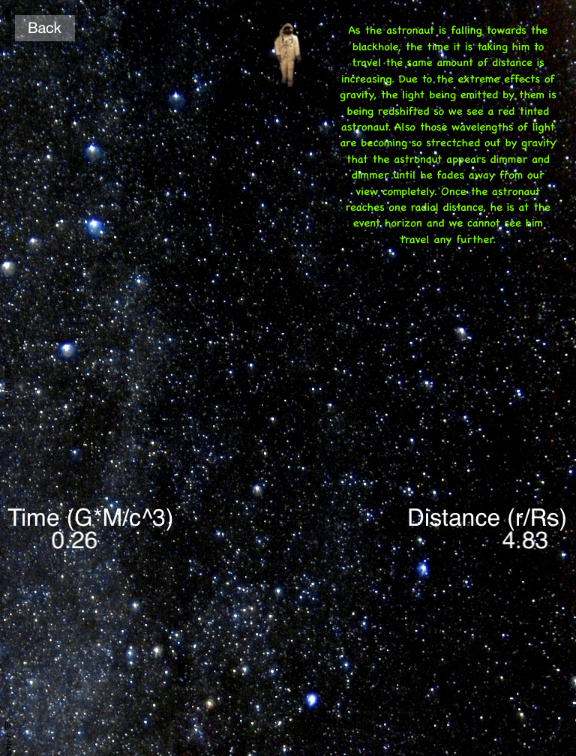 Back
As the astronaut is falling towards the
blackhole, the time it is taking him to
travel the same amount of distance is
increasing. Due to the extreme effects of
gravity, the light being emitted by them is
being redshifted so we see a red tinted
astronaut. Also those wavelengths of light
are becoming so strectched out by gravity
that the astronaut appears dimmer and
dimmer until he fades away from our
view completely. Once the astronaut
reaches one radial distance, he is at the
event horizon and we cannot see him
travel any further.
Time (G*M/c^3)
0.26
Distance (r/Rs)
4.83